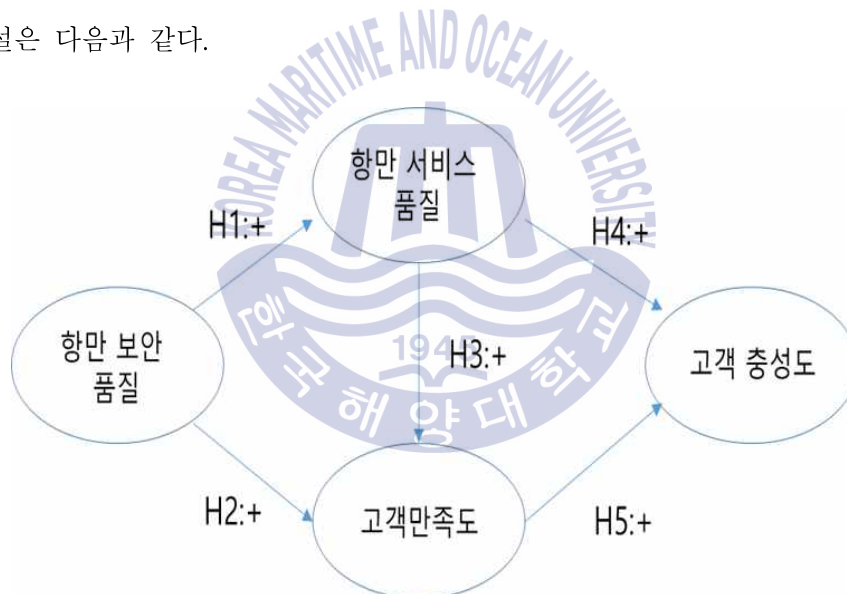 설은 다음과 같다.
KOREA MARITIME AND OCEAN UNIVERSITY
항만 서비스
품질
H1:+
H4:+
항만 보안
품질
1945
H3:+
고객 충성도
한국해양대학교
H2:+
고객만족도
H5:+